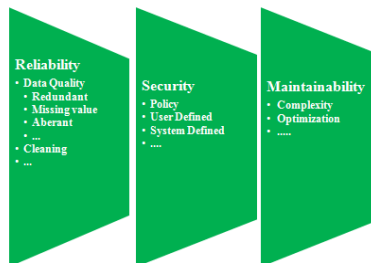 Reliability
• Data Quality
• Redundant
• Missing value
• Aberant
• ...
• Cleaning
• ...
Security
• Policy
• User Defined
• System Defined
• ....
Maintainability
• Complexity
• Optimization
• .....